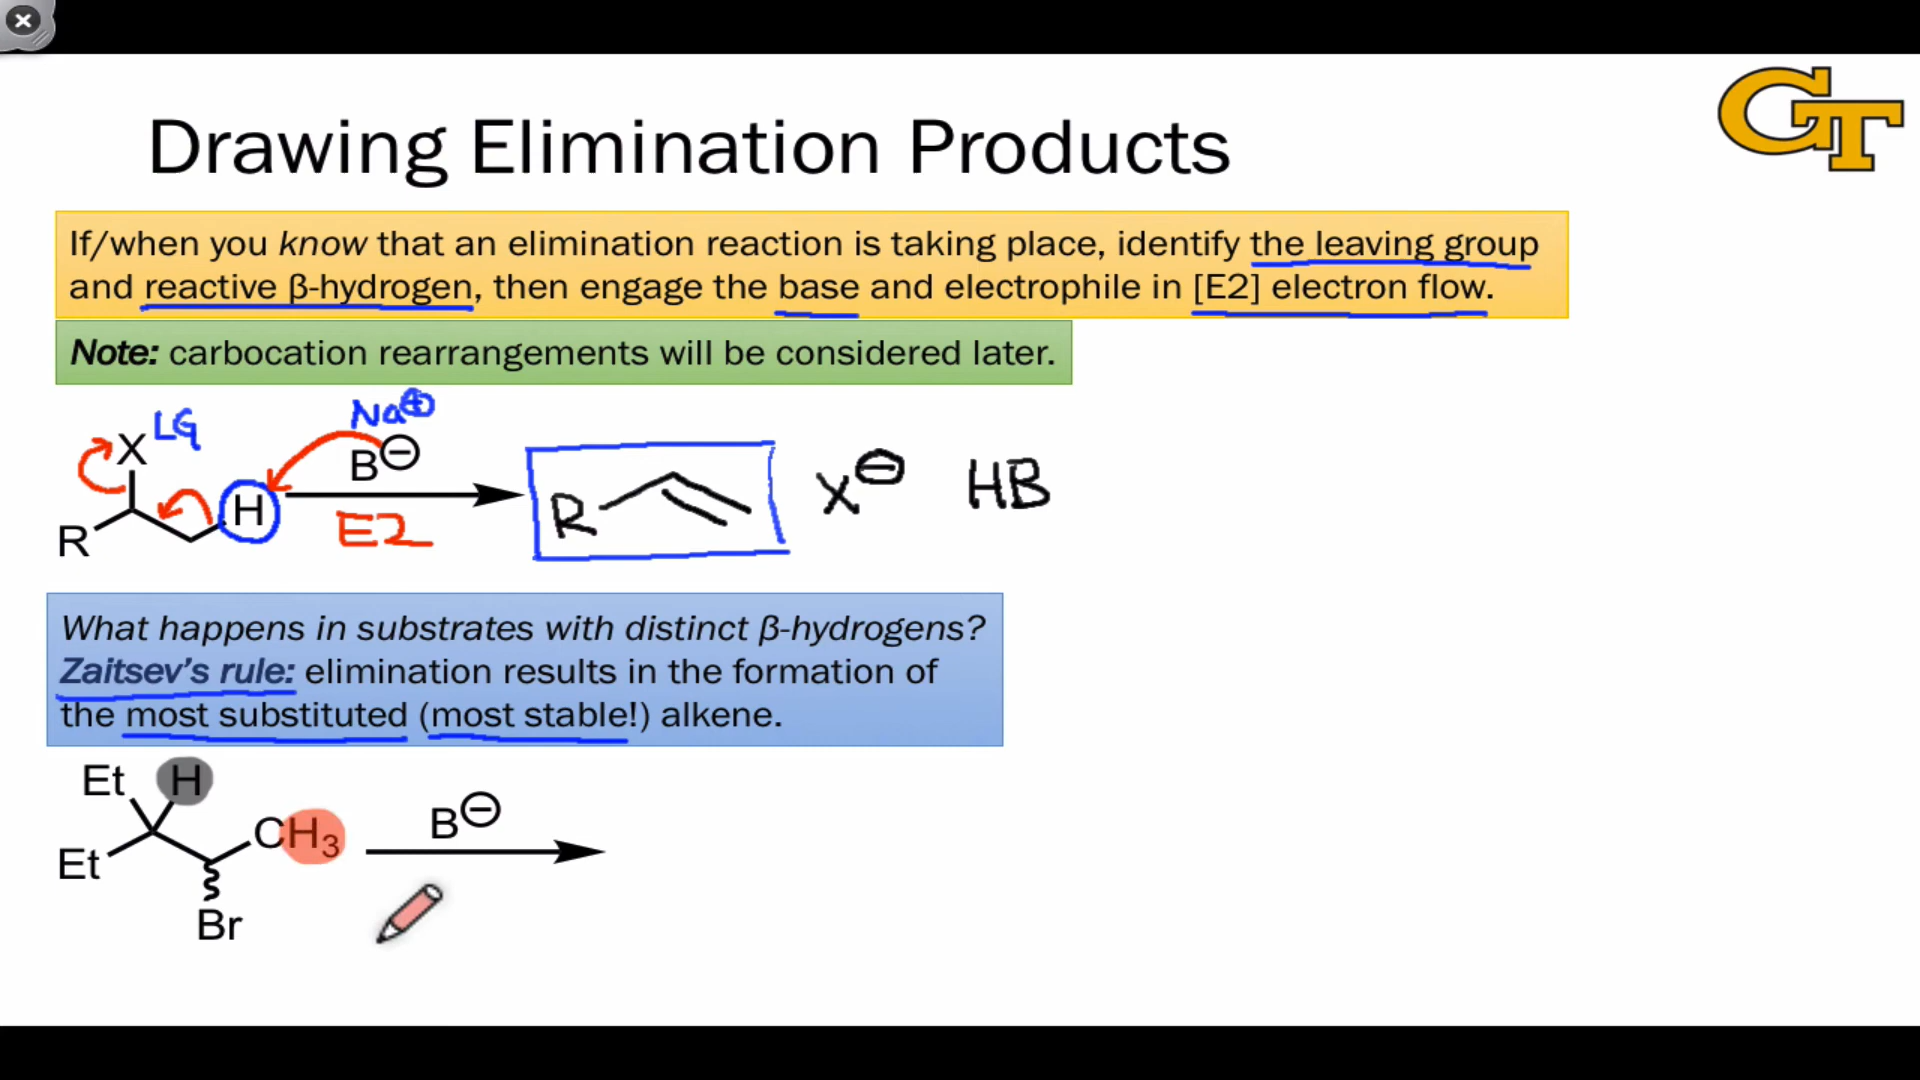 GT
Drawing Elimination Products
If/when you know that an elimination reaction is taking place, identify the leaving group
and reactive β-hydrogen, then engage the base and electrophile in [E2] electron flow.
Note: carbocation rearrangements will be considered later.
X LG
R
H
Na⊕
B⊖
E2
R
X⊖
HB
What happens in substrates with distinct β-hydrogens?
Zaitsev's rule: elimination results in the formation of
the most substituted (most stable!) alkene.
Et H
CH₃
Et
Br
B⊖